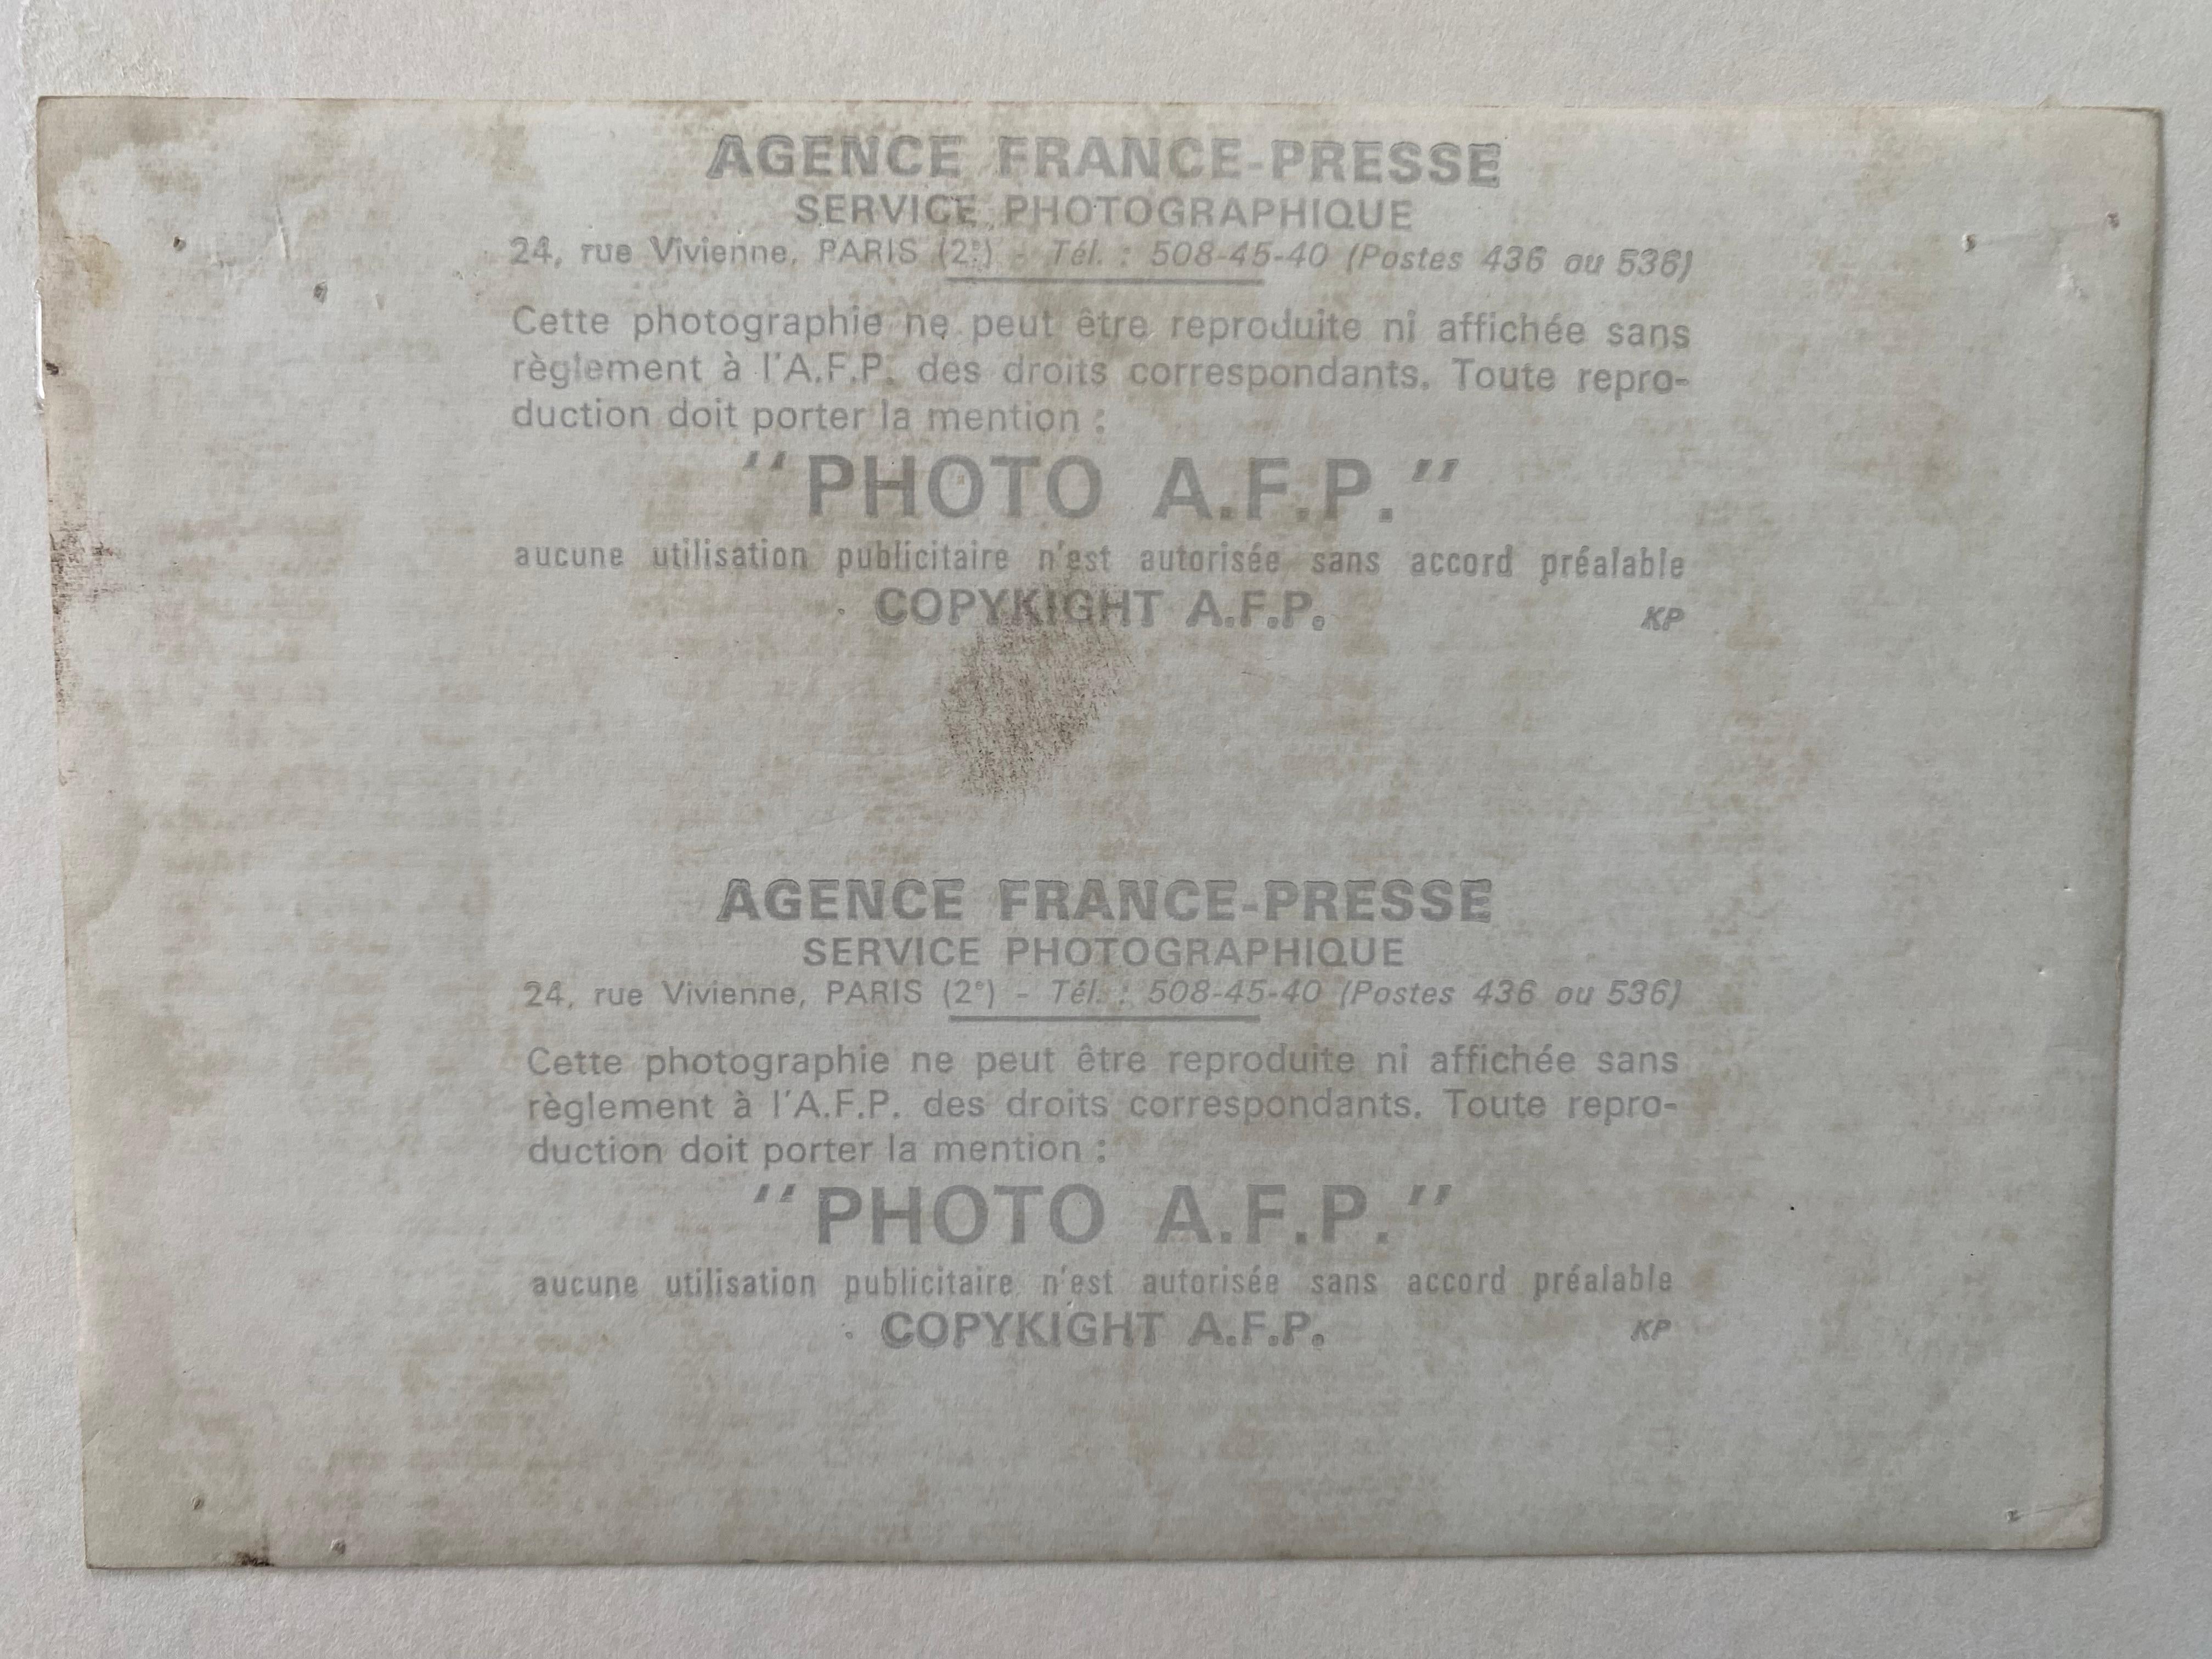 AGENCE FRANCE-PRESSE
SERVICE PHOTOGRAPHIQUE
24, rue Vivienne, PARIS (2e) - Tél. : 508-45-40 (Postes 436 ou 536)
Cette photographie ne peut être reproduite ni affichée sans
règlement à l'A.F.P. des droits correspondants. Toute repro-
duction doit porter la mention :
"PHOTO A.F.P."
aucune utilisation publicitaire n'est autorisée sans accord préalable
COPYKIGHT A.F.P. KP
AGENCE FRANCE-PRESSE
SERVICE PHOTOGRAPHIQUE
24, rue Vivienne, PARIS (2e) - Tél. : 508-45-40 (Postes 436 ou 536)
Cette photographie ne peut être reproduite ni affichée sans
règlement à l'A.F.P. des droits correspondants. Toute repro-
duction doit porter la mention :
"PHOTO A.F.P."
aucune utilisation publicitaire n'est autorisée sans accord préalable
COPYKIGHT A.F.P. KP